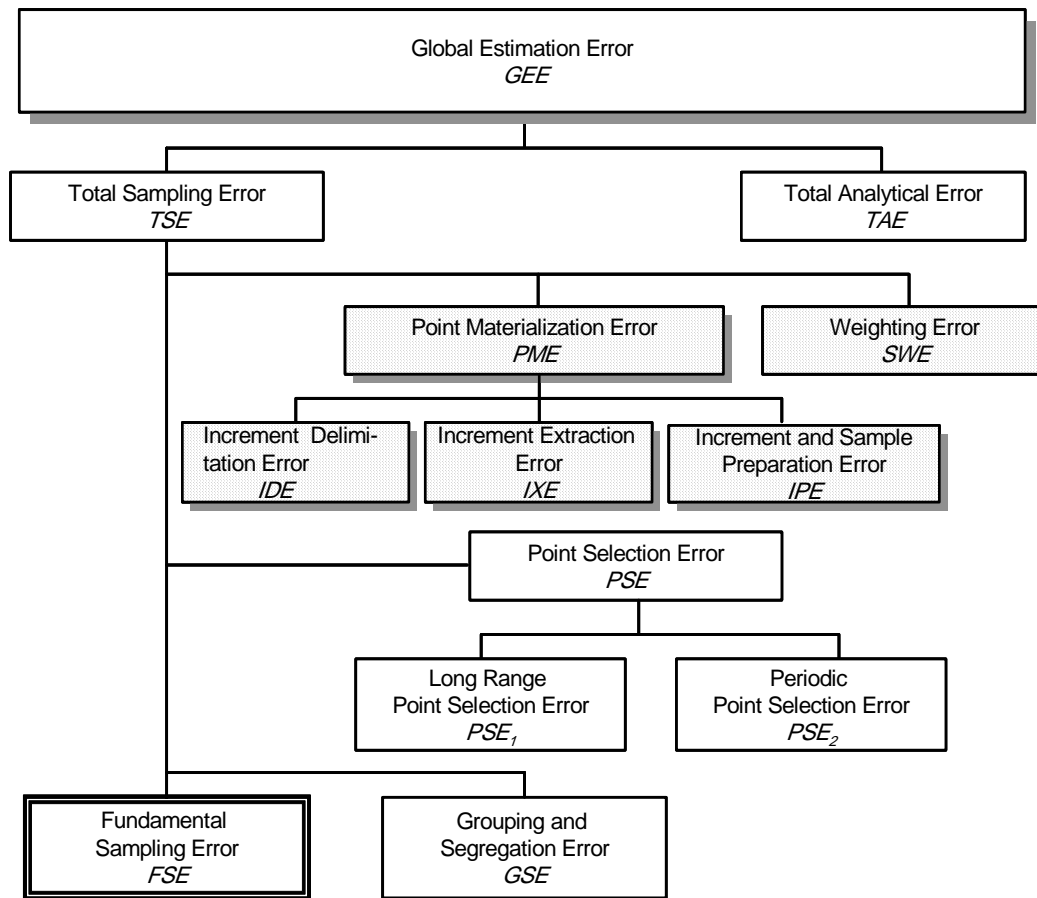 Global Estimation Error
GEE
Total Sampling Error
TSE
Total Analytical Error
TAE
Point Materialization Error
PME
Weighting Error
SWE
Increment Delimi-
tation Error
IDE
Increment Extraction
Error
IXE
Increment and Sample
Preparation Error
IPE
Point Selection Error
PSE
Long Range
Point Selection Error
PSE₁
Periodic
Point Selection Error
PSE₂
Fundamental
Sampling Error
FSE
Grouping and
Segregation Error
GSE